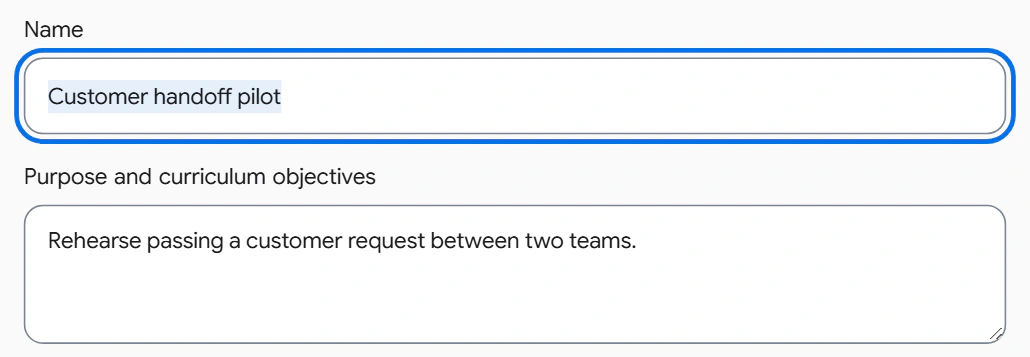 Name
Customer handoff pilot
Purpose and curriculum objectives
Rehearse passing a customer request between two teams.